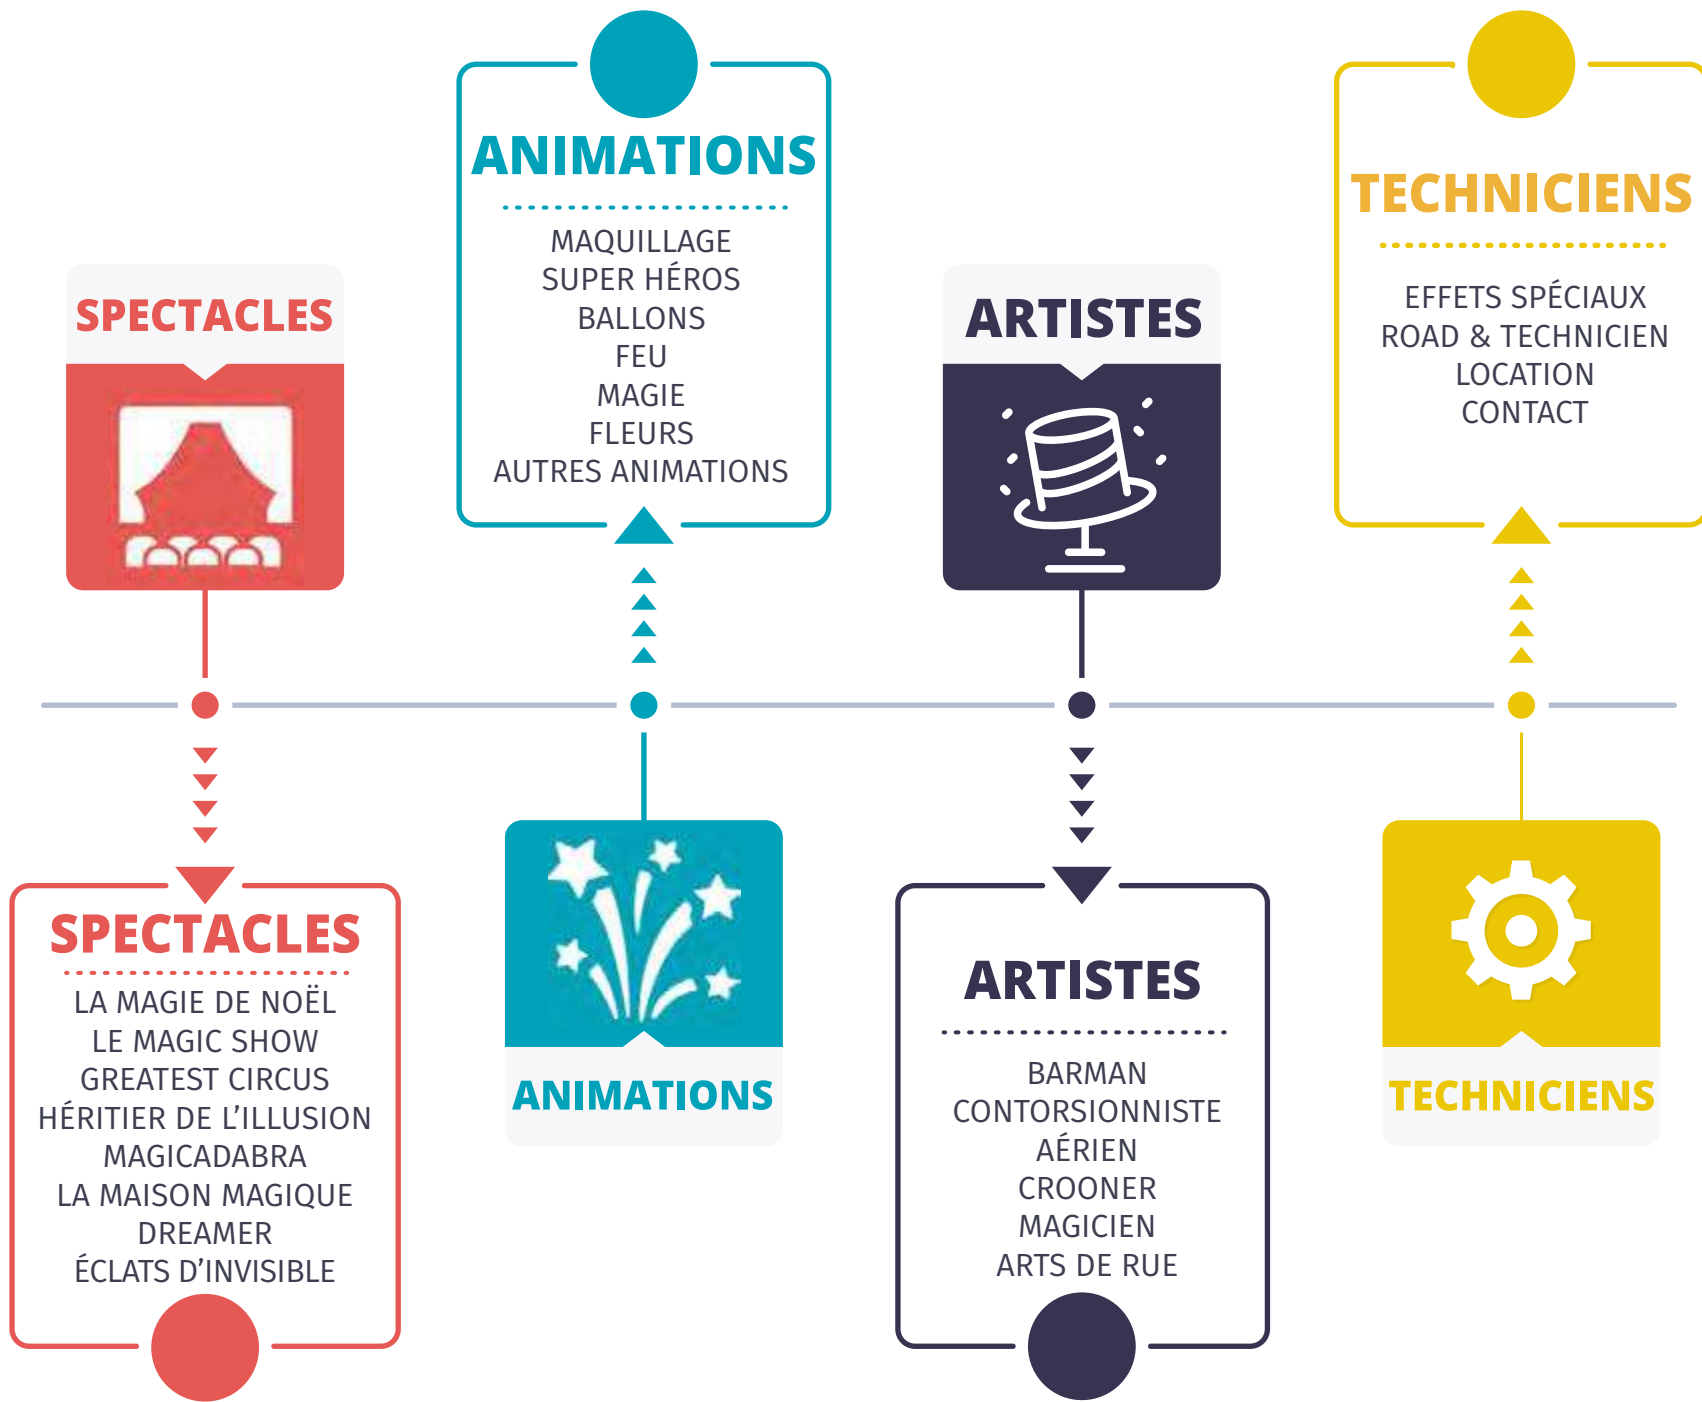 SPECTACLES
ANIMATIONS
MAQUILLAGE
SUPER HÉROS
BALLONS
FEU
MAGIE
FLEURS
AUTRES ANIMATIONS
ARTISTES
TECHNICIENS
EFFETS SPÉCIAUX
ROAD & TECHNICIEN
LOCATION
CONTACT
SPECTACLES
LA MAGIE DE NOËL
LE MAGIC SHOW
GREATEST CIRCUS
HÉRITIER DE L’ILLUSION
MAGICADABRA
LA MAISON MAGIQUE
DREAMER
ÉCLATS D’INVISIBLE
ANIMATIONS
ARTISTES
BARMAN
CONTORSIONNISTE
AÉRIEN
CROONER
MAGICIEN
ARTS DE RUE
TECHNICIENS